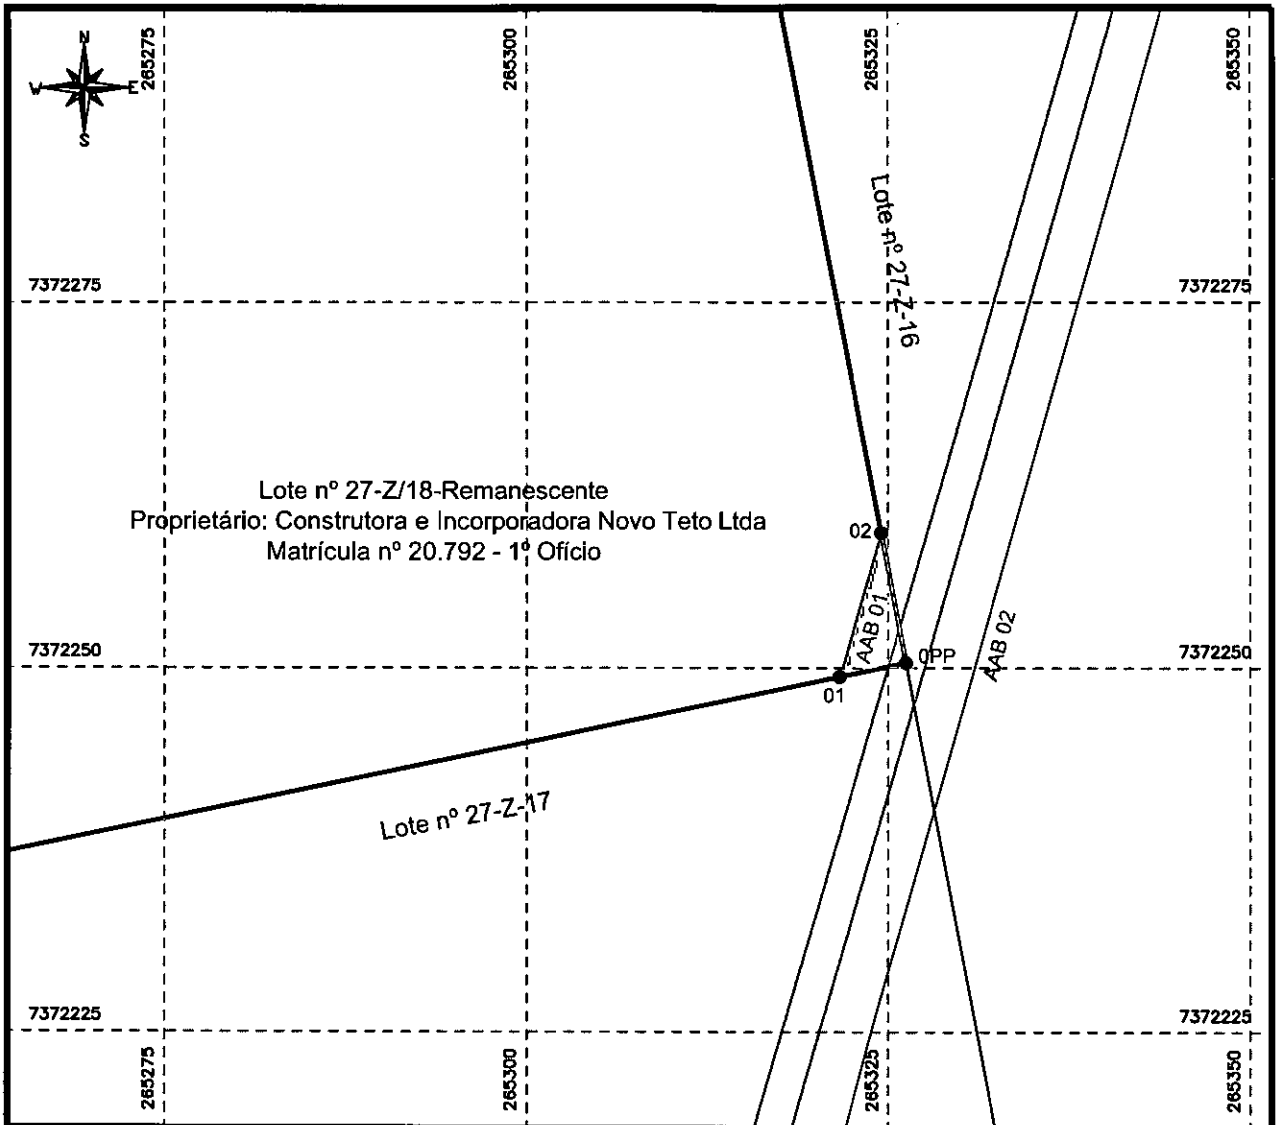 265275
265300
265325
265350
N
W
E
S
Lote nº 27-Z-16
7372275
7372275
Lote nº 27-Z/18-Remanescente
Proprietário: Construtora e Incorporadora Novo Teto Ltda
Matrícula nº 20.792 - 1º Ofício
02
AAB 01
AAB 02
7372250
0PP
7372250
01
Lote nº 27-Z-17
7372225
7372225
265275
265300
265325
265350